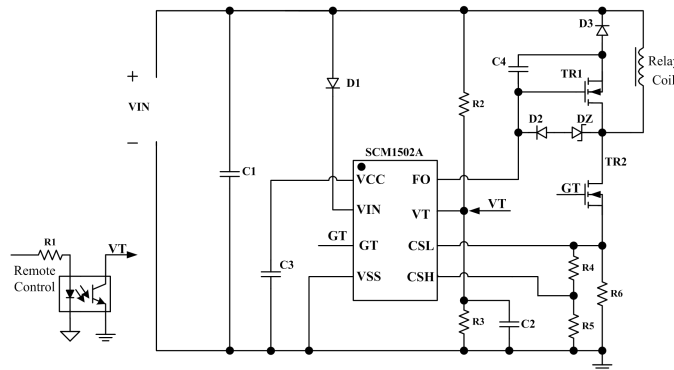 D3
C4
TR1
Relay
Coil
+
VIN
−
D1
R2
D2
DZ
SCM1502A
TR2
C1
VCC
FO
GT
VIN
VT
VT
R1
VT
GT
GT
CSL
Remote
Control
C3
VSS
CSH
R4
R6
R3
C2
R5